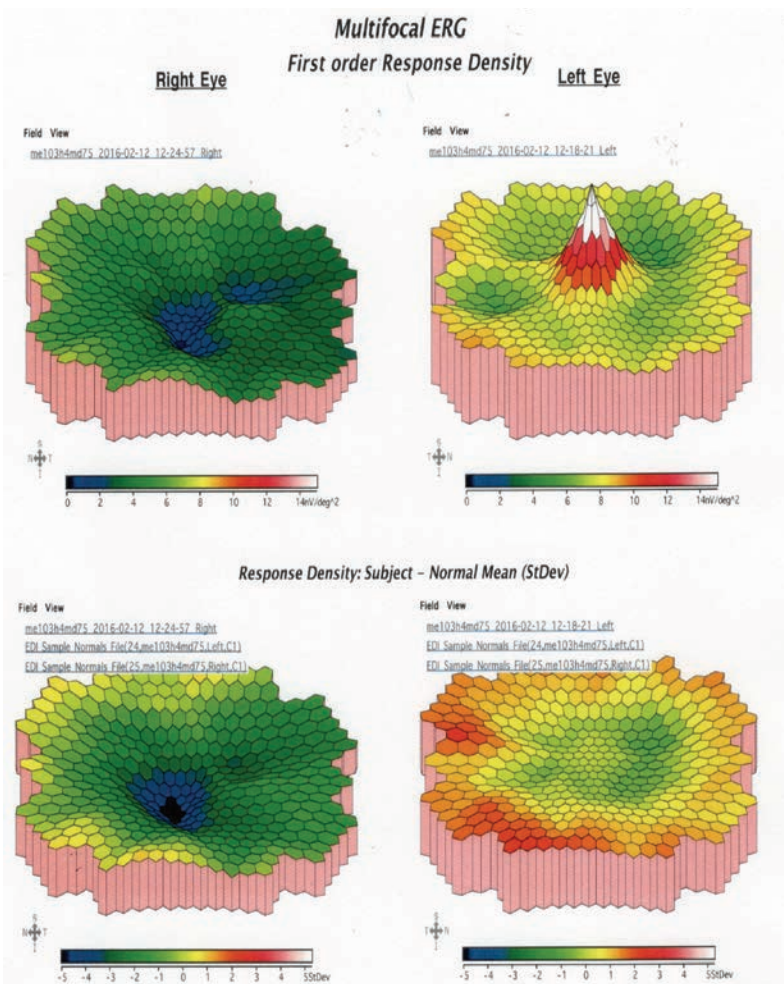 Multifocal ERG
First order Response Density
Right Eye
Left Eye
Field View
me103h4md75 2016-02-12 12-24-57 Right
Field View
me103h4md75 2016-02-12 12-18-21 Left
S
N T
I
0 2 4 6 8 10 12 14nV/deg^2
S
T N
I
0 2 4 6 8 10 12 14nV/deg^2
Response Density: Subject – Normal Mean (StDev)
Field View
me103h4md75 2016-02-12 12-24-57 Right
EDI Sample Normals File(24,me103h4md75,Left,C1)
EDI Sample Normals File(25,me103h4md75,Right,C1)
Field View
me103h4md75 2016-02-12 12-18-21 Left
EDI Sample Normals File(24,me103h4md75,Left,C1)
EDI Sample Normals File(25,me103h4md75,Right,C1)
S
N T
I
-5 -4 -3 -2 -1 0 1 2 3 4 5StDev
S
T N
I
-5 -4 -3 -2 -1 0 1 2 3 4 5StDev